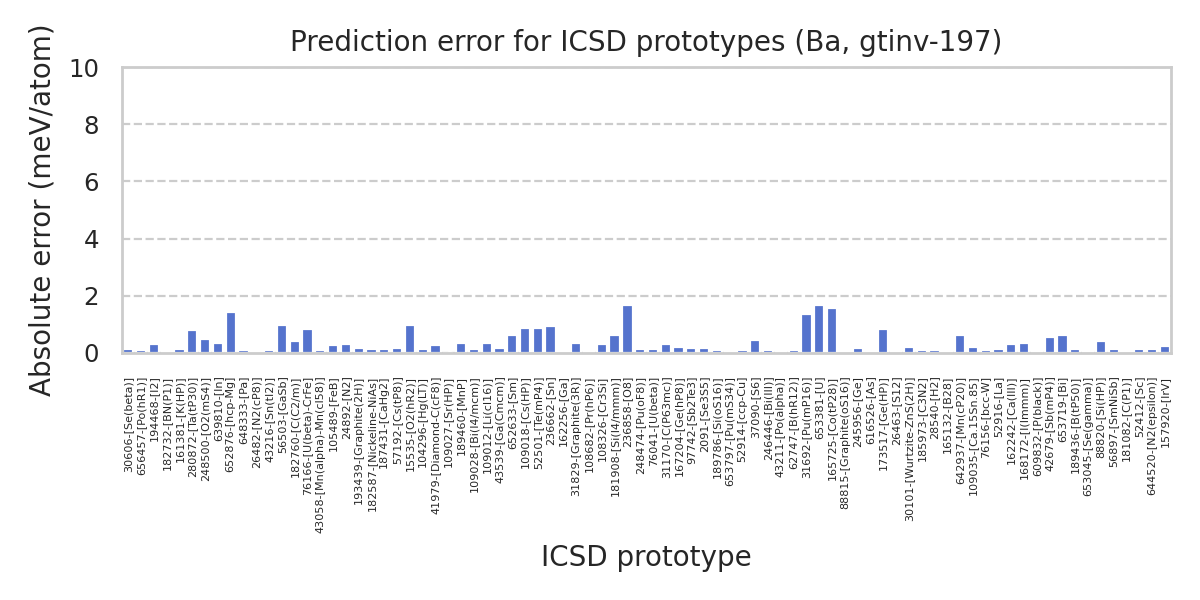 Prediction error for ICSD prototypes (Ba, gtinv-197)
Absolute error (meV/atom)
10
8
6
4
2
0
30606-[Se(beta)]
656457-[Po(hR1)]
194468-[I2]
182732-[BN(P1)]
161381-[K(HP)]
280872-[Ta(tP30)]
248500-[O2(mS4)]
639810-[In]
652876-[hcp-Mg]
648333-[Pa]
26482-[N2(cP8)]
43216-[Sn(tI2)]
56503-[GaSb]
182760-[C(C2/m)]
76166-[U(beta)-CrFe]
43058-[Mn(alpha)-Mn(cI58)]
105489-[FeB]
24892-[N2]
193439-[Graphite(2H)]
182587-[Nickeline-NiAs]
187431-[CaHg2]
57192-[Cs(tP8)]
15535-[O2(hR2)]
104296-[Hg(LT)]
41979-[Diamond-C(cF8)]
109027-[Sr(HP)]
189460-[MnP]
109028-[Bi(I4/mcm)]
109012-[Li(cI16)]
43539-[Ga(Cmcm)]
652633-[Sm]
109018-[Cs(HP)]
52501-[Te(mP4)]
236662-[Sn]
162256-[Ga]
31829-[Graphite(3R)]
108682-[Pr(hP6)]
108326-[Cr3Si]
181908-[Si(I4/mmm)]
236858-[O8]
248474-[Pu(oF8)]
76041-[U(beta)]
31170-[C(P63mc)]
167204-[Ge(hP8)]
97742-[Sb2Te3]
2091-[Se3S5]
189786-[Si(oS16)]
653797-[Pu(mS34)]
52914-[ccp-Cu]
37090-[S6]
246446-[Bi(III)]
43211-[Po(alpha)]
62747-[B(hR12)]
31692-[Pu(mP16)]
653381-[U]
16572​5-[Co(tP28)]
88815-[Graphite(oS16)]
245956-[Ge]
616526-[As]
173517-[Ge(HP)]
26463-[S12]
30101-[Wurtzite-ZnS(2H)]
185973-[C3N2]
28540-[H2]
165132-[B28]
642937-[Mn(cP20)]
109035-[Ca.15Sn.85]
76156-[bcc-W]
52916-[La]
162242-[Ca(III)]
168172-[I(Immm)]
609832-[P(black)]
42679-[Sb(mP4)]
653719-[Bi]
189436-[B(tP50)]
653045-[Se(gamma)]
88820-[Si(HP)]
56897-[SmNiSb]
181082-[C(P1)]
52412-[Sc]
644520-[N2(epsilon)]
157920-[IrV]
ICSD prototype